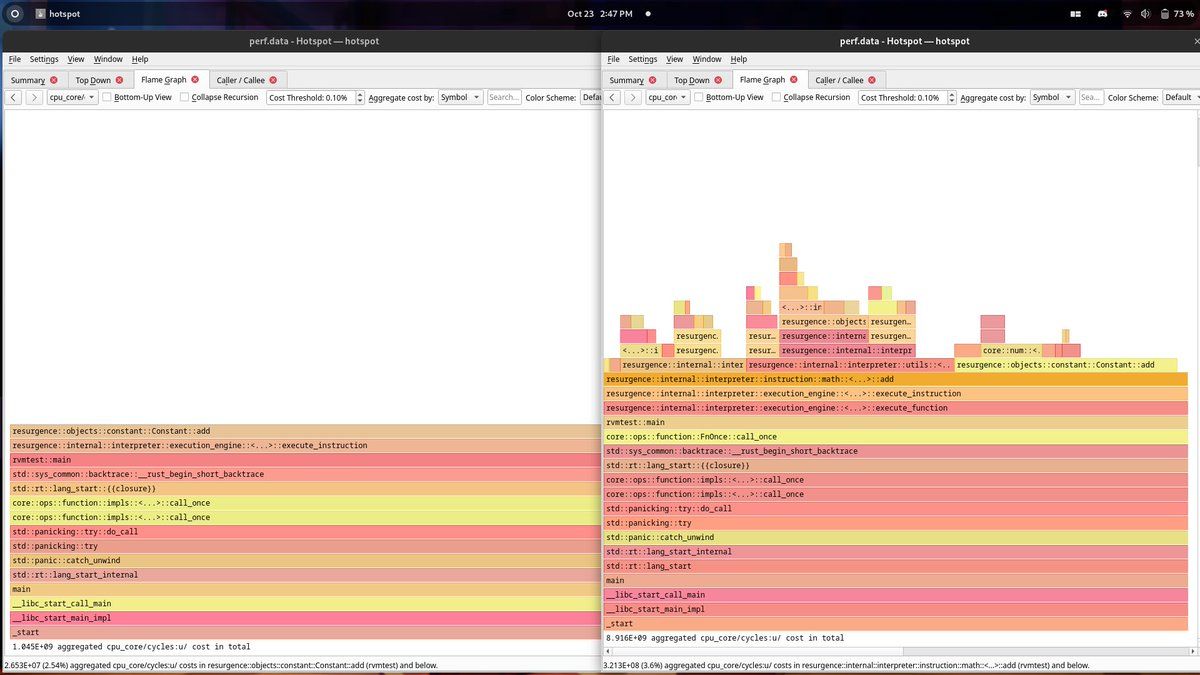 hotspot
Oct 23 2:47 PM
73 %
perf.data - Hotspot — hotspot
File Settings View Window Help
Summary Top Down Flame Graph Caller / Callee
cpu_core/ Bottom-Up View Collapse Recursion Cost Threshold: 0.10% Aggregate cost by: Symbol Search... Color Scheme: Defau
resurgence::objects::constant::Constant::add
resurgence::internal::interpreter::execution_engine::<...>::execute_instruction
rvmtest::main
std::sys_common::backtrace::__rust_begin_short_backtrace
std::rt::lang_start::{{closure}}
core::ops::function::impls::<...>::call_once
core::ops::function::impls::<...>::call_once
std::panicking::try::do_call
std::panicking::try
std::panic::catch_unwind
std::rt::lang_start_internal
main
__libc_start_call_main
__libc_start_main_impl
_start
1.045E+09 aggregated cpu_core/cycles:u/ cost in total
2.653E+07 (2.54%) aggregated cpu_core/cycles:u/ costs in resurgence::objects::constant::Constant::add (rvmtest) and below.
perf.data - Hotspot — hotspot
File Settings View Window Help
Summary Top Down Flame Graph Caller / Callee
cpu_cor Bottom-Up View Collapse Recursion Cost Threshold: 0.10% Aggregate cost by: Symbol Sea... Color Scheme: Default
<...>::in
resurgence::objects resurgen...
resurgenc. resur... resurgence::interna resurgen...
<...>::i resurgenc. resur... resurgence::internal::interpr core::num::<.
resurgence::internal::inter resurgence::internal::interpreter::utils::<.. resurgence::objects::constant::Constant::add
resurgence::internal::interpreter::instruction::math::<...>::add
resurgence::internal::interpreter::execution_engine::<...>::execute_instruction
resurgence::internal::interpreter::execution_engine::<...>::execute_function
rvmtest::main
core::ops::function::FnOnce::call_once
std::sys_common::backtrace::__rust_begin_short_backtrace
std::rt::lang_start::{{closure}}
core::ops::function::impls::<...>::call_once
core::ops::function::impls::<...>::call_once
std::panicking::try::do_call
std::panicking::try
std::panic::catch_unwind
std::rt::lang_start_internal
std::rt::lang_start
main
__libc_start_call_main
__libc_start_main_impl
_start
8.916E+09 aggregated cpu_core/cycles:u/ cost in total
3.213E+08 (3.6%) aggregated cpu_core/cycles:u/ costs in resurgence::internal::interpreter::instruction::math::<...>::add (rvmtest) and below.